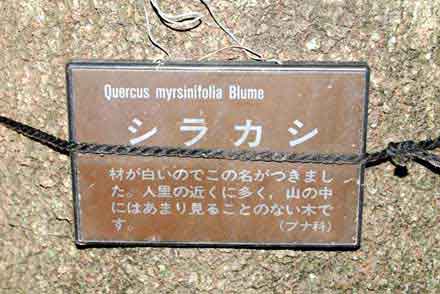 Quercus myrsinifolia Blume
シラカシ
材が白いのでこの名がつきまし
た。人里の近くに多く，山の中
にはあまり見ることのない木で
す。（ブナ科）